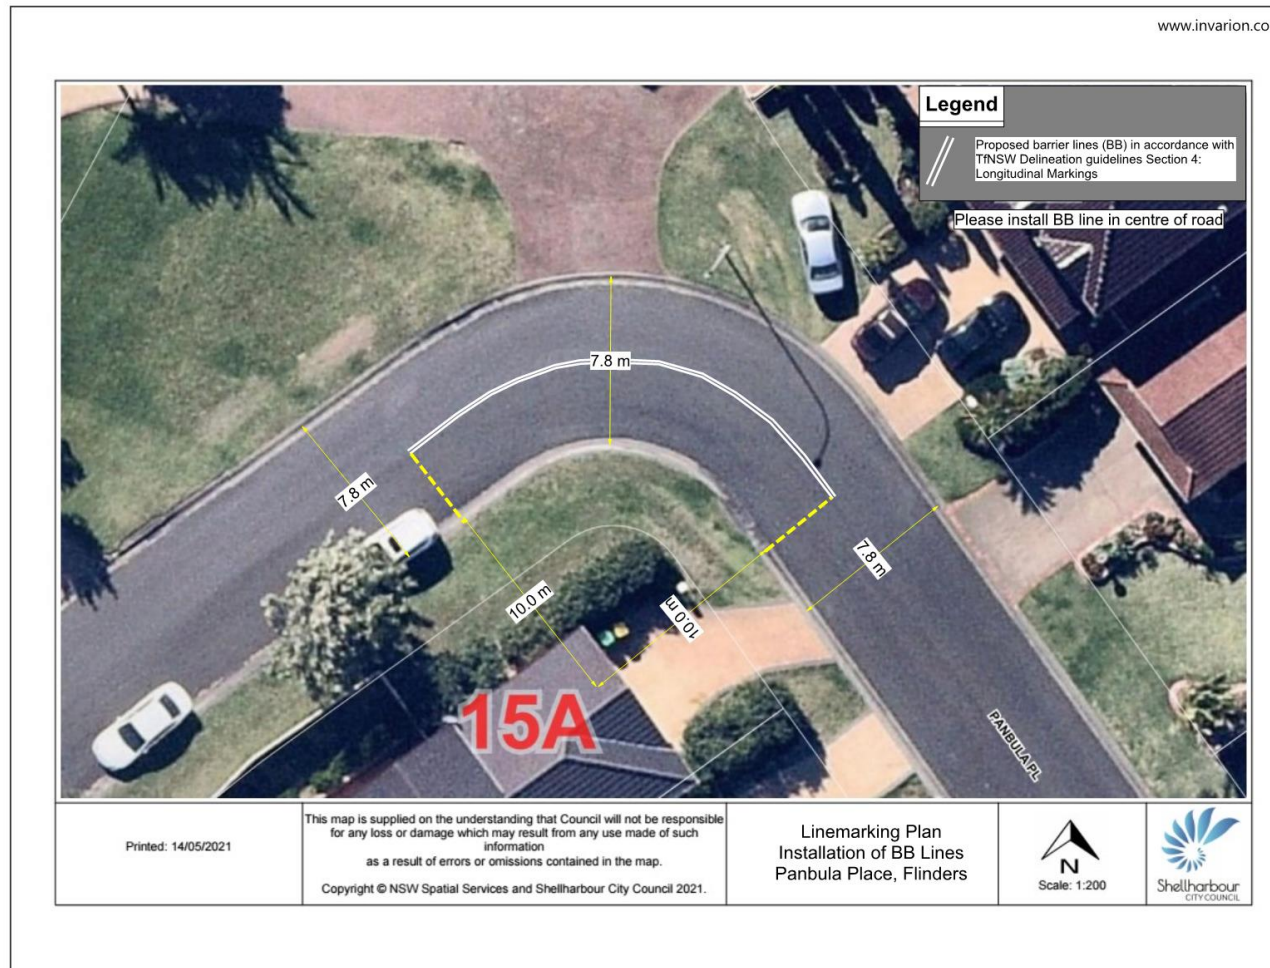 www.invarion.co
Legend
Proposed barrier lines (BB) in accordance with
TfNSW Delineation guidelines Section 4:
Longitudinal Markings
Please install BB line in centre of road
7.8 m
7.8 m
7.8 m
10.0 m
10.0 m
15A
PANBULA PL
Printed: 14/05/2021
This map is supplied on the understanding that Council will not be responsible
for any loss or damage which may result from any use made of such
information
as a result of errors or omissions contained in the map.
Copyright © NSW Spatial Services and Shellharbour City Council 2021.
Linemarking Plan
Installation of BB Lines
Panbula Place, Flinders
N
Scale: 1:200
Shellharbour
CITY COUNCIL